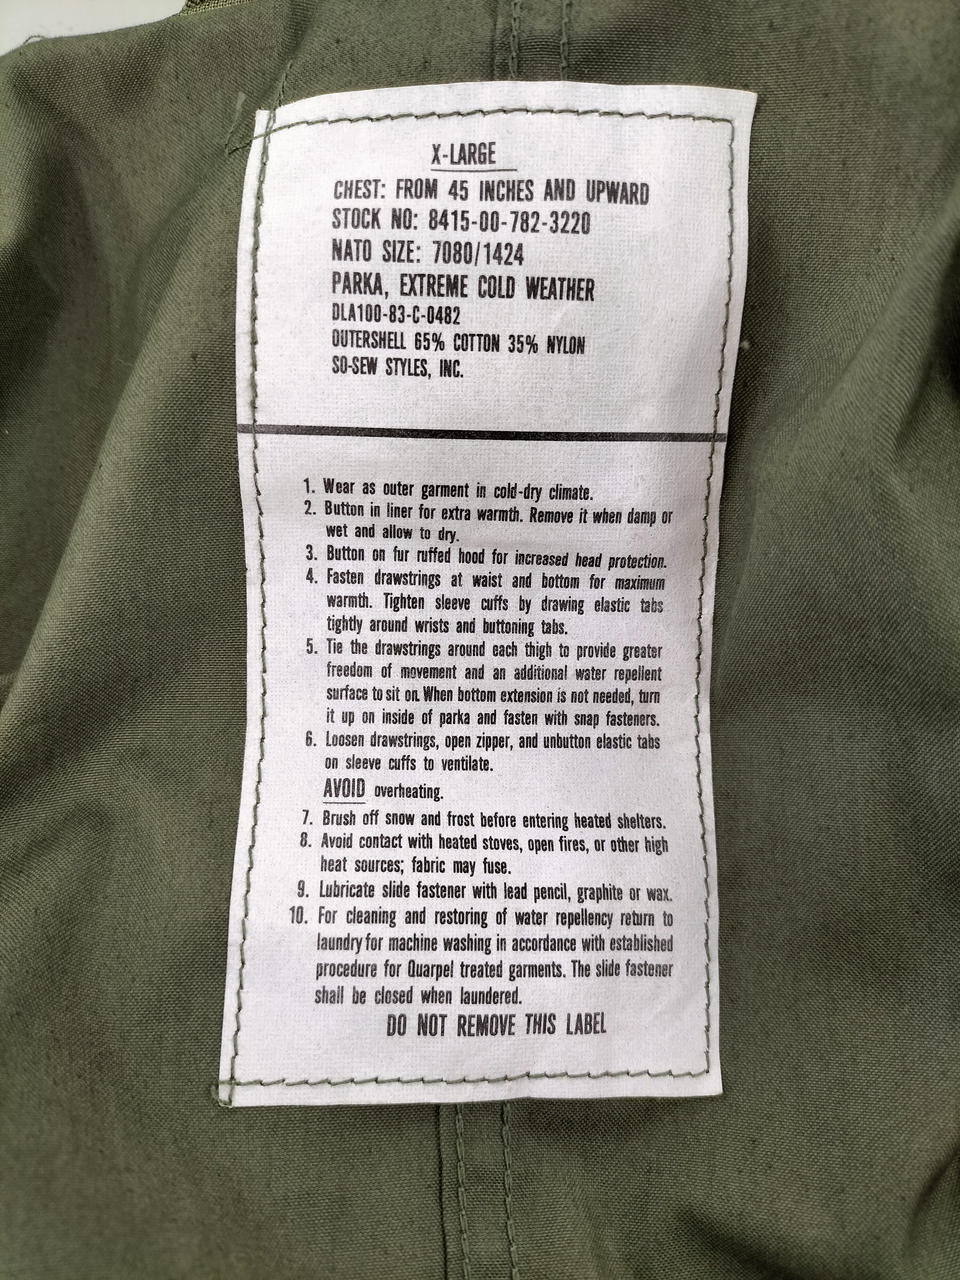 X-LARGE
CHEST: FROM 45 INCHES AND UPWARD
STOCK NO: 8415-00-782-3220
NATO SIZE: 7080/1424
PARKA, EXTREME COLD WEATHER
DLA100-83-C-0482
OUTERSHELL 65% COTTON 35% NYLON
SO-SEW STYLES, INC.
1. Wear as outer garment in cold-dry climate.
2. Button in liner for extra warmth. Remove it when damp or
wet and allow to dry.
3. Button on fur ruffed hood for increased head protection.
4. Fasten drawstrings at waist and bottom for maximum
warmth. Tighten sleeve cuffs by drawing elastic tabs
tightly around wrists and buttoning tabs.
5. Tie the drawstrings around each thigh to provide greater
freedom of movement and an additional water repellent
surface to sit on. When bottom extension is not needed, turn
it up on inside of parka and fasten with snap fasteners.
6. Loosen drawstrings, open zipper, and unbutton elastic tabs
on sleeve cuffs to ventilate.
AVOID overheating.
7. Brush off snow and frost before entering heated shelters.
8. Avoid contact with heated stoves, open fires, or other high
heat sources; fabric may fuse.
9. Lubricate slide fastener with lead pencil, graphite or wax.
10. For cleaning and restoring of water repellency return to
laundry for machine washing in accordance with established
procedure for Quarpel treated garments. The slide fastener
shall be closed when laundered.
DO NOT REMOVE THIS LABEL